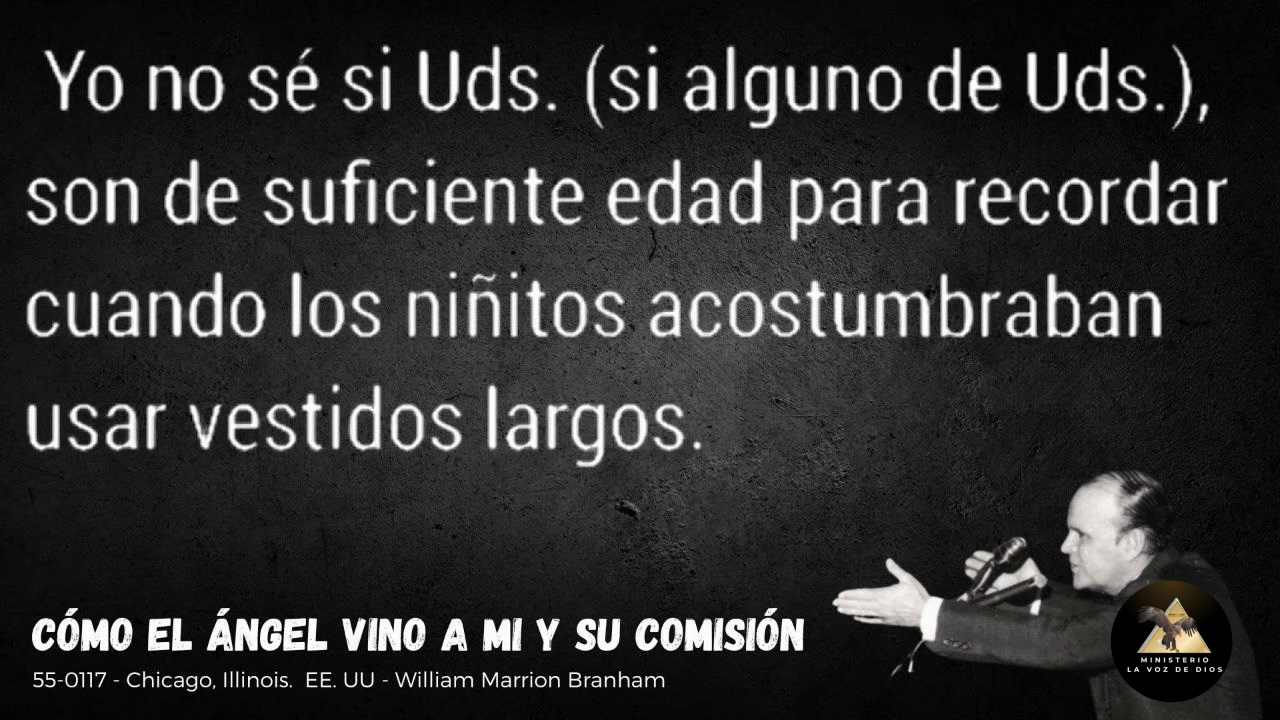 Yo no sé si Uds. (si alguno de Uds.),
son de suficiente edad para recordar
cuando los niñitos acostumbraban
usar vestidos largos.
CÓMO EL ÁNGEL VINO A MI Y SU COMISIÓN
55-0117 - Chicago, Illinois. EE. UU - William Marrion Branham
MINISTERIO
LA VOZ DE DIOS